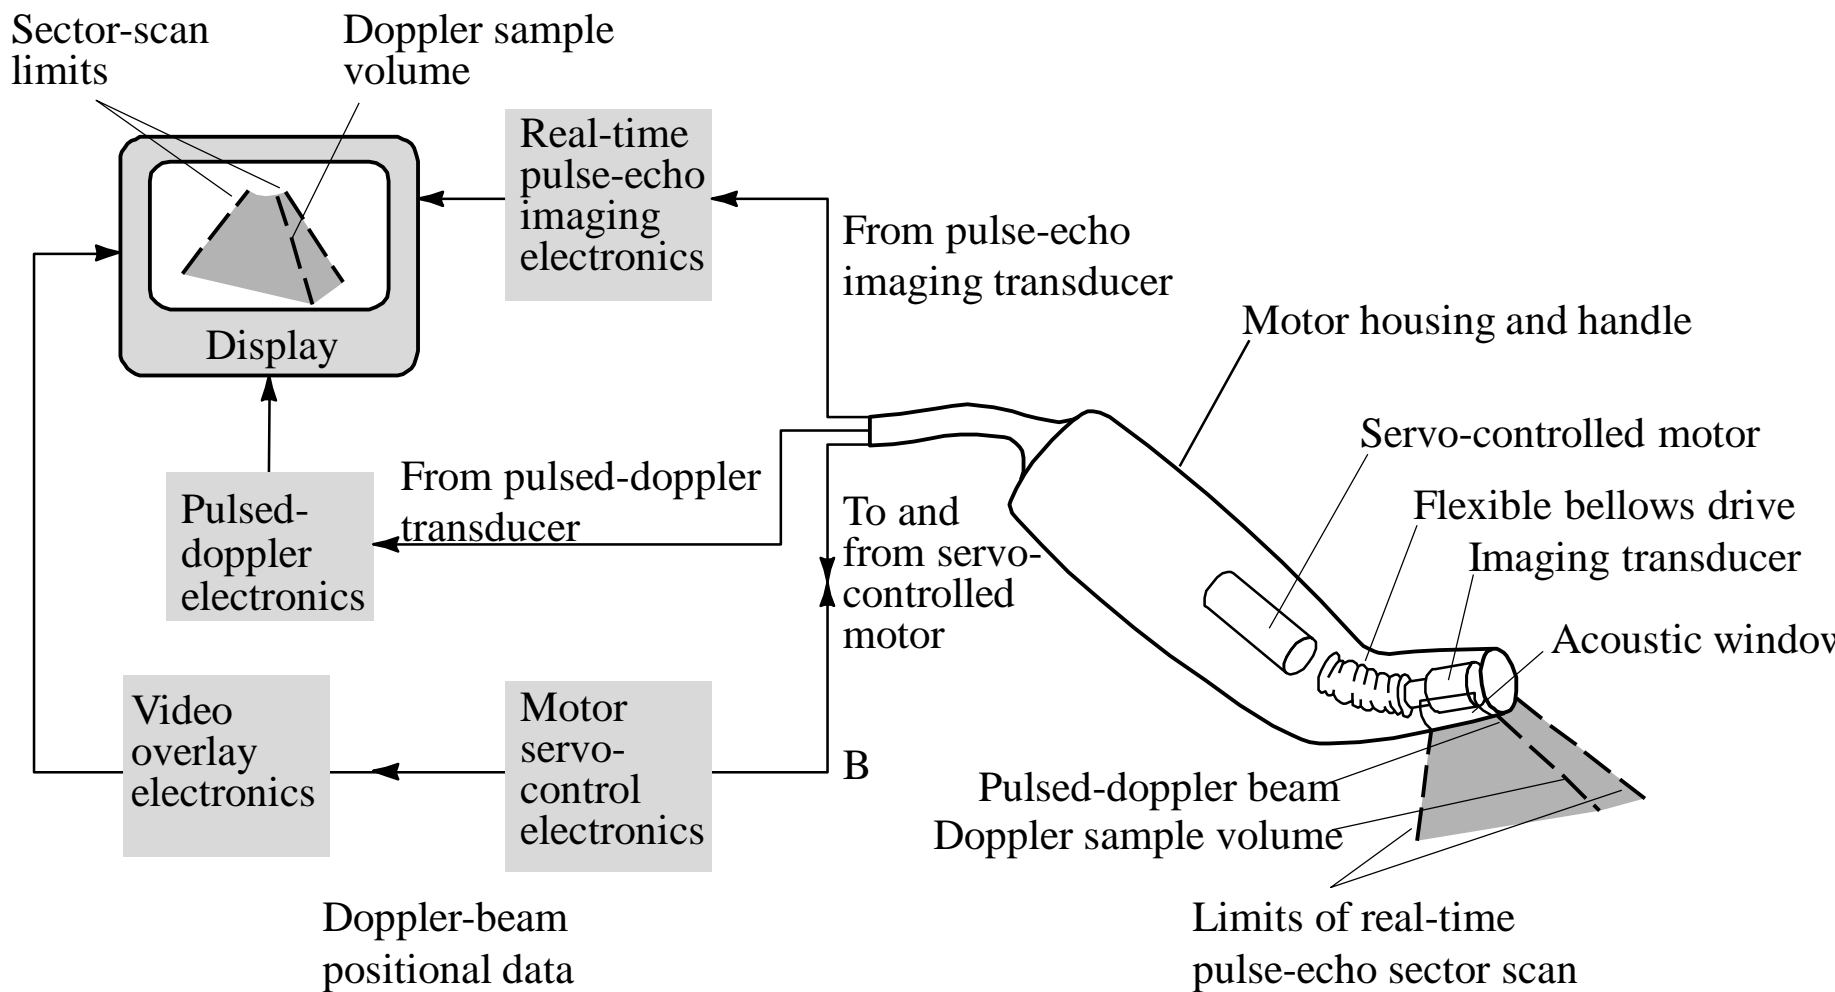 Sector-scan
limits
Doppler sample
volume
Real-time
pulse-echo
imaging
electronics
From pulse-echo
imaging transducer
Display
Motor housing and handle
Servo-controlled motor
From pulsed-doppler
transducer
Pulsed-
doppler
electronics
To and
from servo-
controlled
motor
Flexible bellows drive
Imaging transducer
Acoustic window
Video
overlay
electronics
Motor
servo-
control
electronics
B
Pulsed-doppler beam
Doppler sample volume
Doppler-beam
positional data
Limits of real-time
pulse-echo sector scan